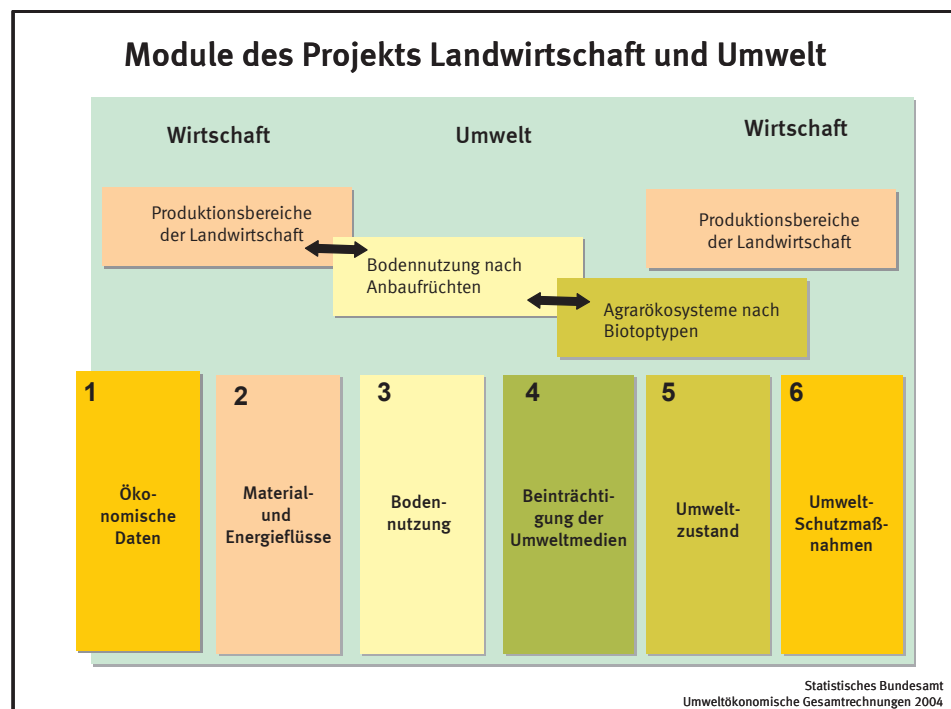 Module des Projekts Landwirtschaft und Umwelt
Wirtschaft
Umwelt
Wirtschaft
Produktionsbereiche
der Landwirtschaft
Produktionsbereiche
der Landwirtschaft
Bodennutzung nach
Anbaufrüchten
Agrarökosysteme nach
Biotoptypen
1
Öko-
nomische
Daten
2
Material-
und
Energieflüsse
3
Boden-
nutzung
4
Beinträchti-
gung der
Umweltmedien
5
Umwelt-
zustand
6
Umwelt-
Schutzmaß-
nahmen
Statistisches Bundesamt
Umweltökonomische Gesamtrechnungen 2004